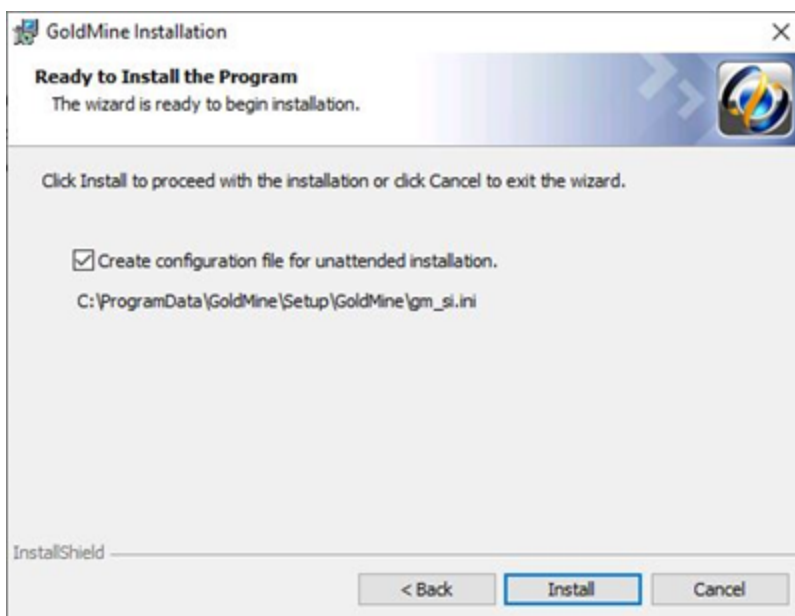 GoldMine Installation
Ready to Install the Program
The wizard is ready to begin installation.
Click Install to proceed with the installation or click Cancel to exit the wizard.
Create configuration file for unattended installation.
C:\ProgramData\GoldMine\Setup\GoldMine\gm_si.ini
InstallShield
< Back Install Cancel